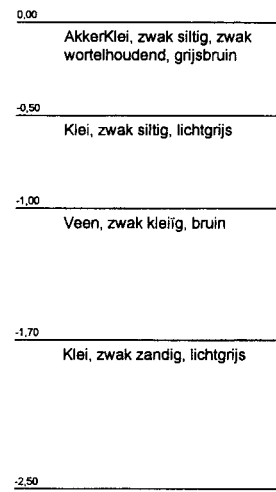 0,00
AkkerKlei, zwak siltig, zwak
wortelhoudend, grijsbruin
-0,50
Klei, zwak siltig, lichtgrijs
-1,00
Veen, zwak kleiïg, bruin
-1,70
Klei, zwak zandig, lichtgrijs
-2,50